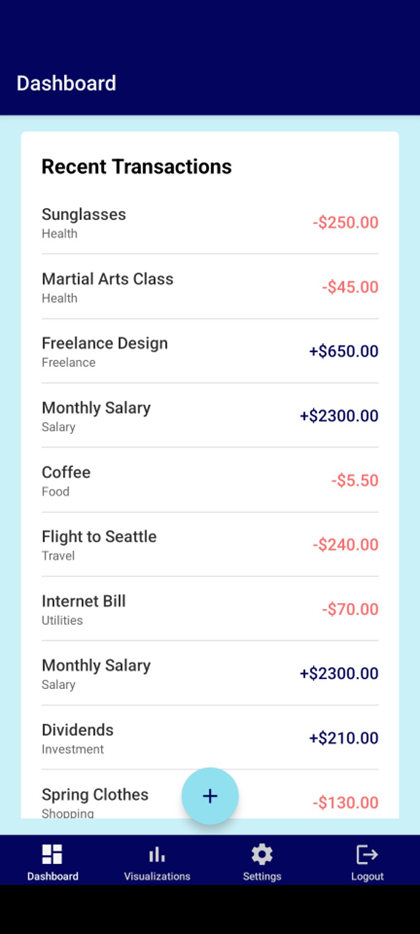 Dashboard
Recent Transactions
Sunglasses
Health
-$250.00
Martial Arts Class
Health
-$45.00
Freelance Design
Freelance
+$650.00
Monthly Salary
Salary
+$2300.00
Coffee
Food
-$5.50
Flight to Seattle
Travel
-$240.00
Internet Bill
Utilities
-$70.00
Monthly Salary
Salary
+$2300.00
Dividends
Investment
+$210.00
Spring Clothes
Shopping
-$130.00
+
Dashboard Visualizations Settings Logout